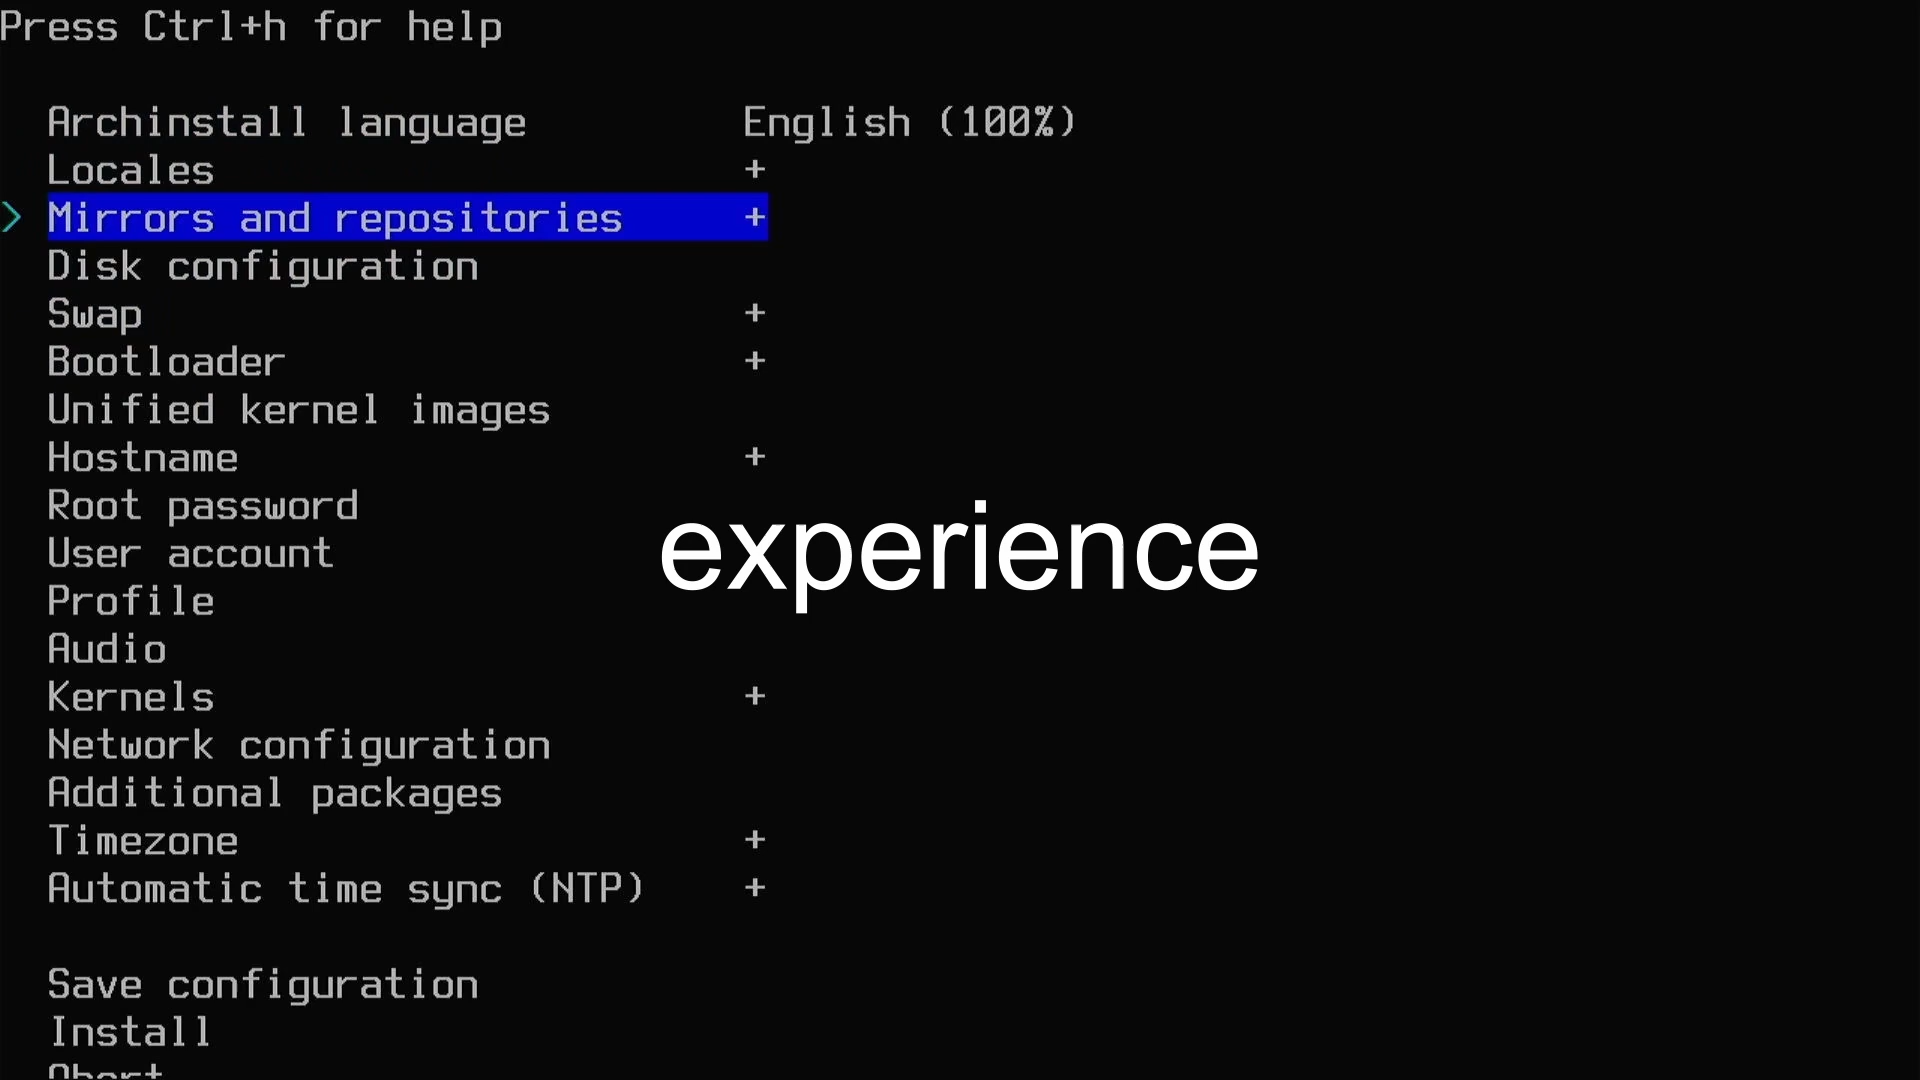 Press Ctrl+h for help
Archinstall language English (100%)
Locales +
> Mirrors and repositories +
Disk configuration
Swap +
Bootloader +
Unified kernel images
Hostname +
Root password
experience
User account
Profile
Audio
Kernels +
Network configuration
Additional packages
Timezone +
Automatic time sync (NTP) +
Save configuration
Install
Abort